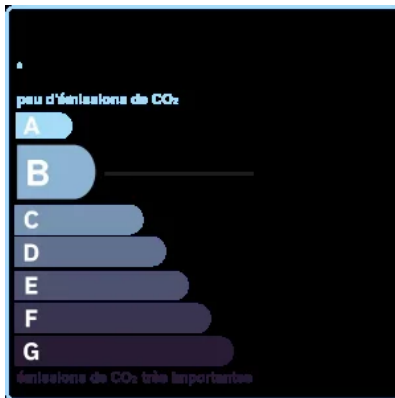 peu d'émissions de CO₂
A
B
C
D
E
F
G
émissions de CO₂ très importantes